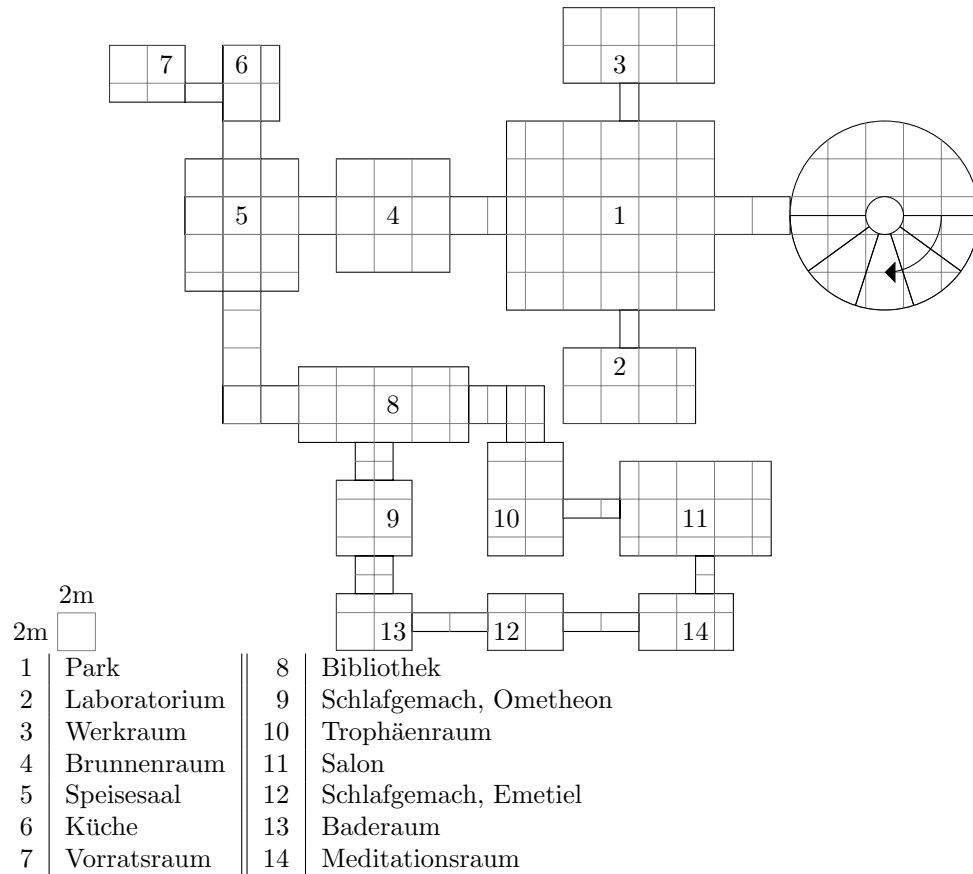 7 6 3
5 4 1
2
8
9 10 11
2m
2m 13 12 14
1 Park 8 Bibliothek
2 Laboratorium 9 Schlafgemach, Ometheon
3 Werkraum 10 Trophäenraum
4 Brunnenraum 11 Salon
5 Speisesaal 12 Schlafgemach, Emetiel
6 Küche 13 Baderaum
7 Vorratsraum 14 Meditationsraum